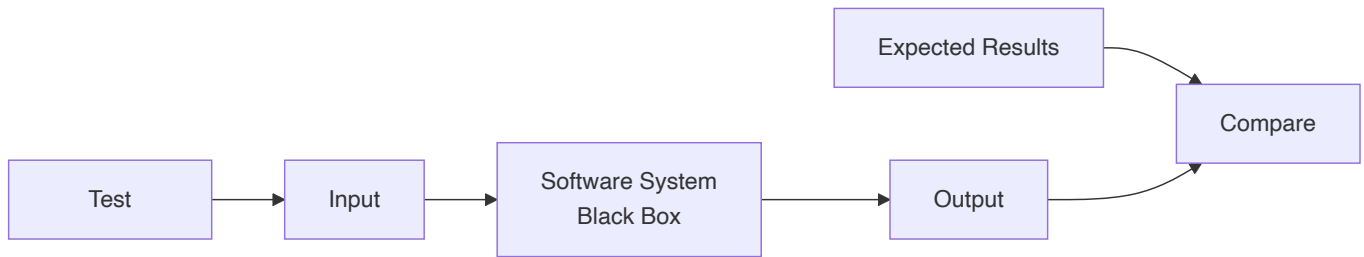 Expected Results
Compare
Test
Input
Software System
Black Box
Output